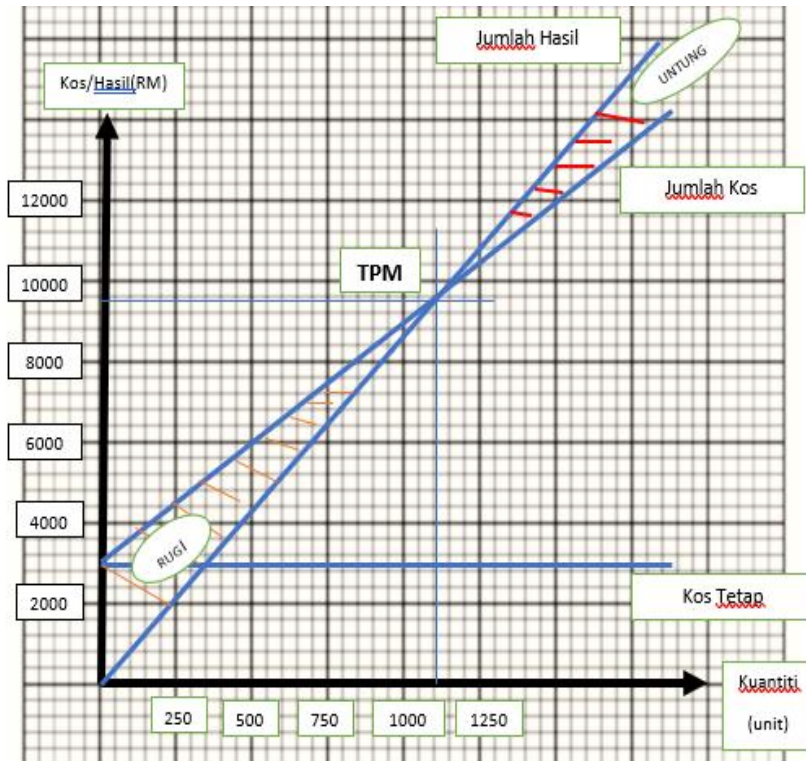 Jumlah Hasil
UNTUNG
Kos/Hasil(RM)
Jumlah Kos
12000
TPM
10000
8000
6000
4000
RUGI
2000
Kos Tetap
Kuantiti
(unit)
250
500
750
1000
1250